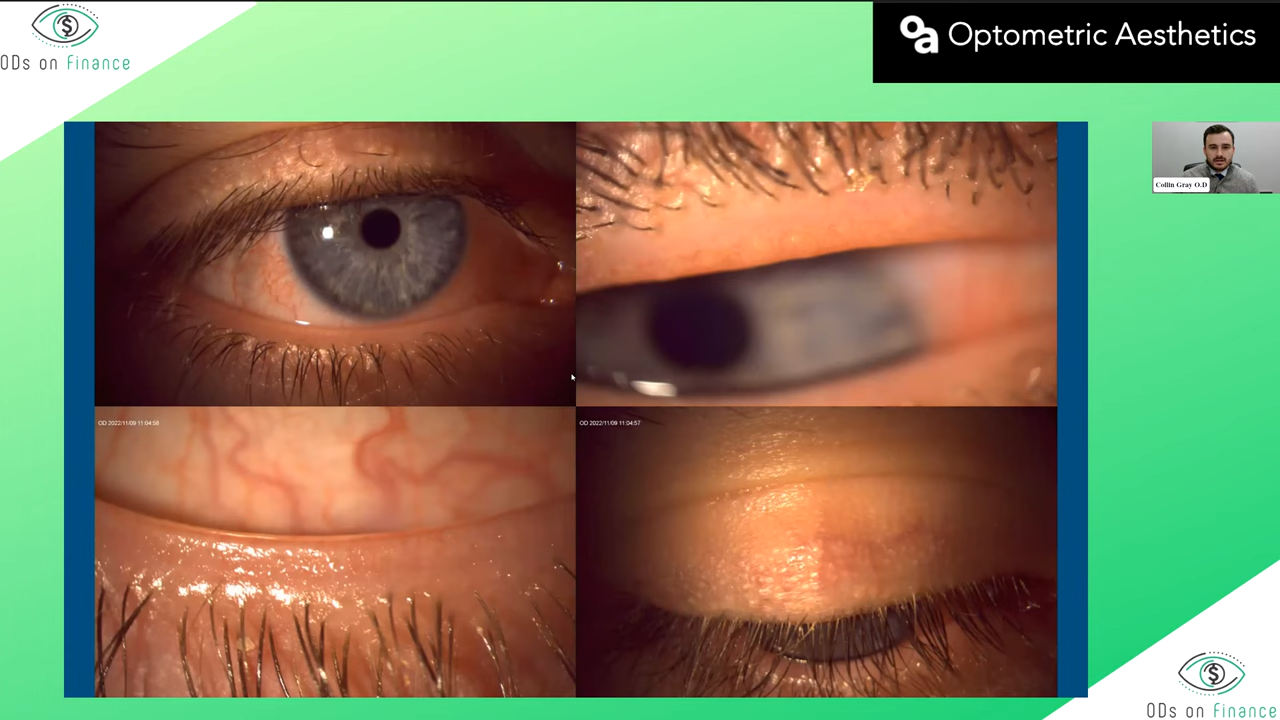 ODs on Finance
Optometric Aesthetics
Collin Gray O.D
OD 2022/11/09 11:04:58
OD 2022/11/09 11:04:57
ODs on Finance